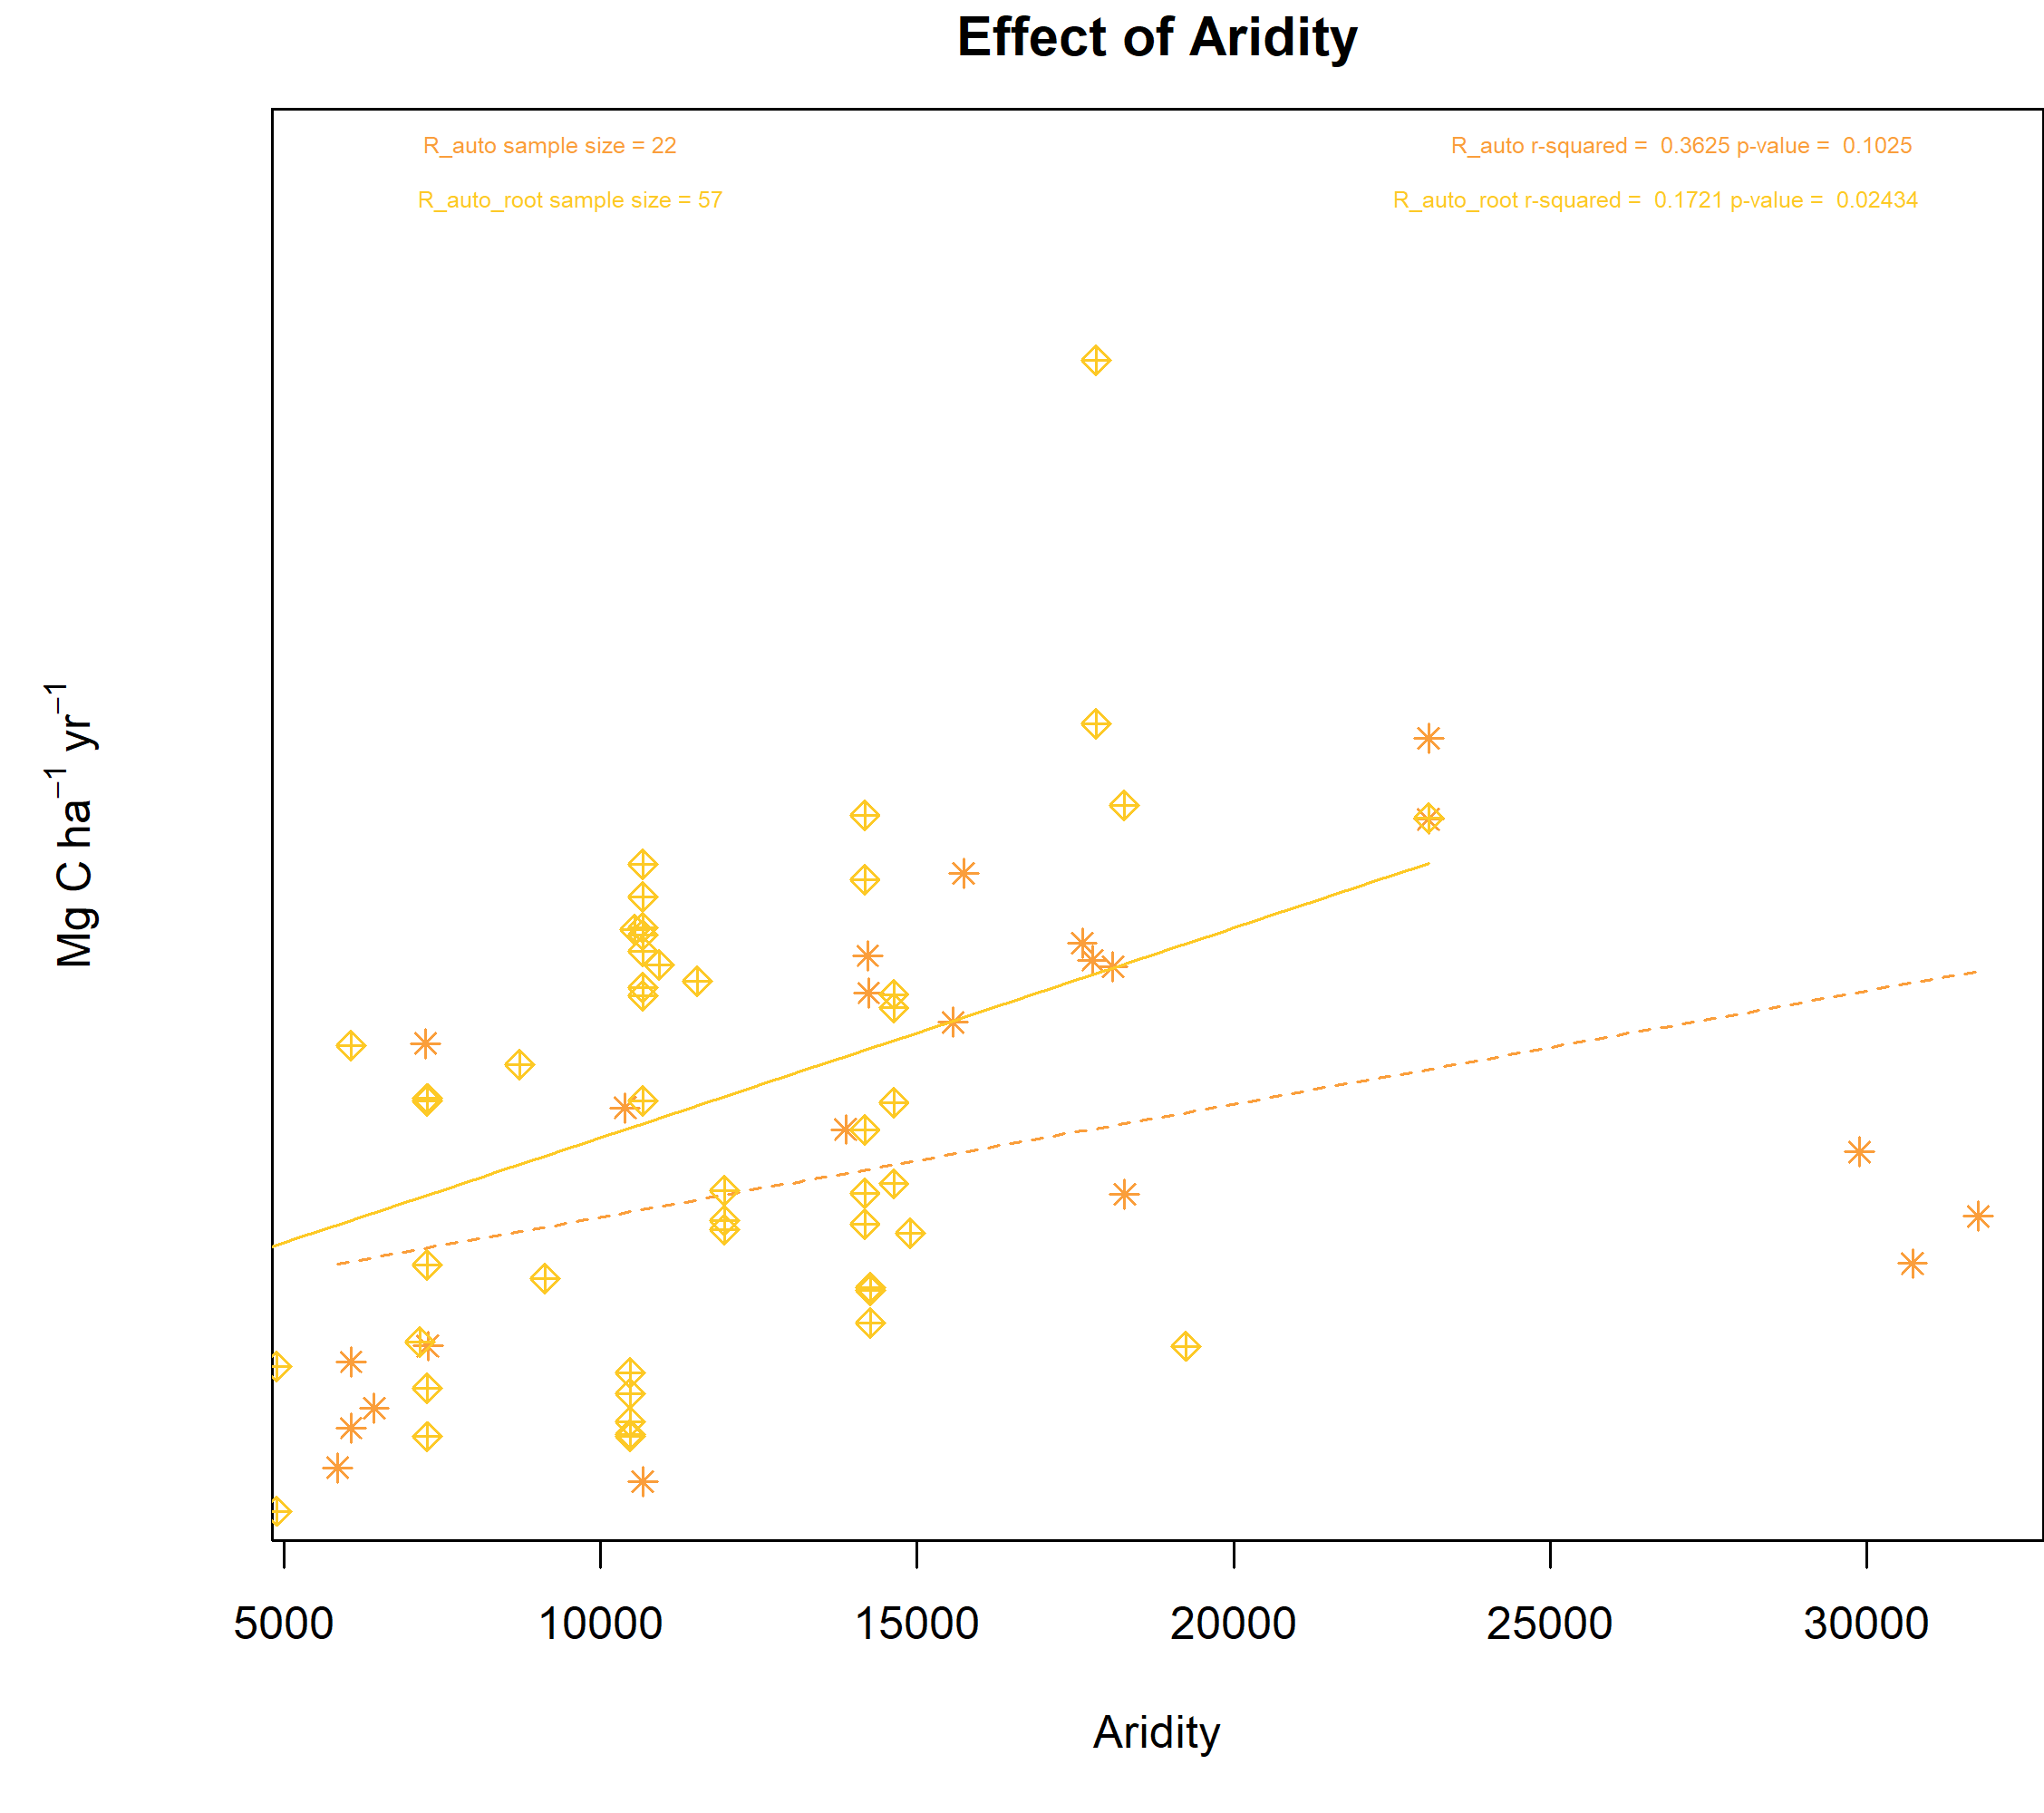 Effect of Aridity
R_auto sample size = 22
R_auto r-squared =  0.3625 p-value =  0.1025
R_auto_root sample size = 57
R_auto_root r-squared =  0.1721 p-value =  0.02434
Mg C ha⁻¹ yr⁻¹
5000 10000 15000 20000 25000 30000
Aridity